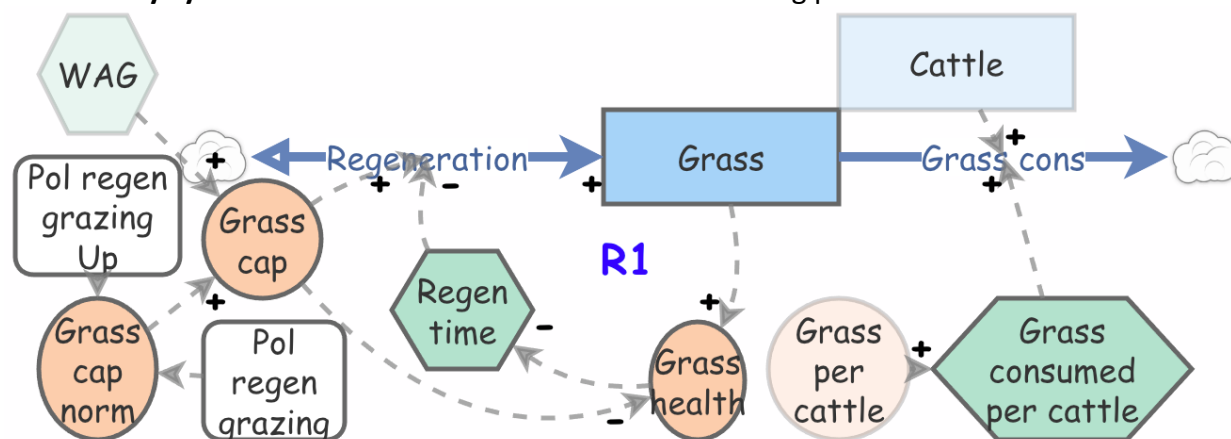 WAG
Cattle
Regeneration
Grass
Grass cons
Pol regen
grazing
Up
Grass
cap
R1
Regen
time
Grass
cap
norm
Pol
regen
grazing
Grass
health
Grass
per
cattle
Grass
consumed
per cattle
+
+
-
+
+
+
+
-
+
-
+